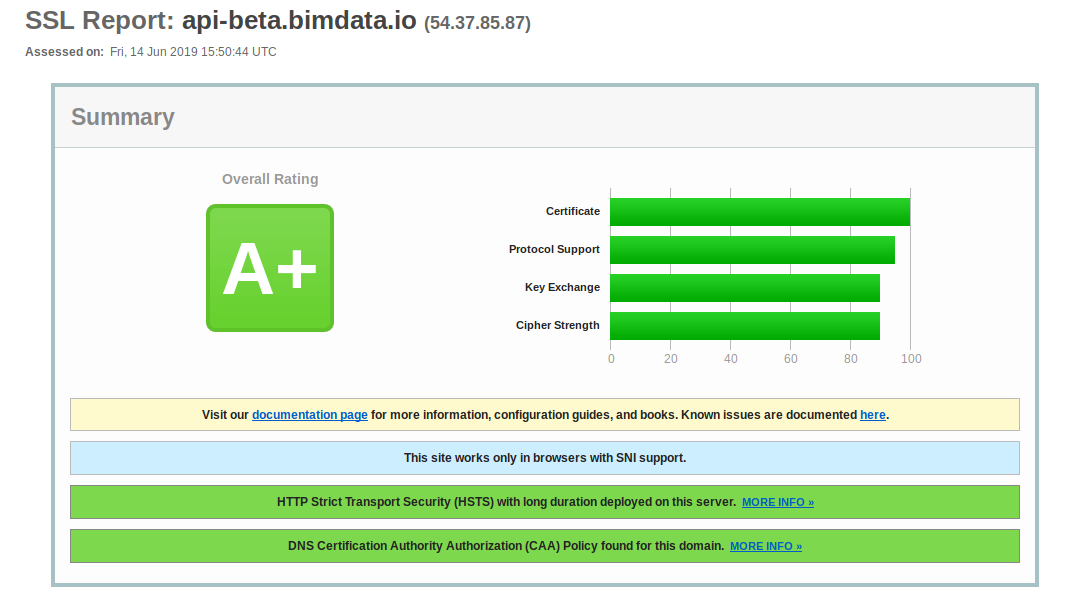 SSL Report: api-beta.bimdata.io (54.37.85.87)
Assessed on: Fri, 14 Jun 2019 15:50:44 UTC
Summary
Overall Rating
A+
Certificate
Protocol Support
Key Exchange
Cipher Strength
0 20 40 60 80 100
Visit our documentation page for more information, configuration guides, and books. Known issues are documented here.
This site works only in browsers with SNI support.
HTTP Strict Transport Security (HSTS) with long duration deployed on this server. MORE INFO »
DNS Certification Authority Authorization (CAA) Policy found for this domain. MORE INFO »